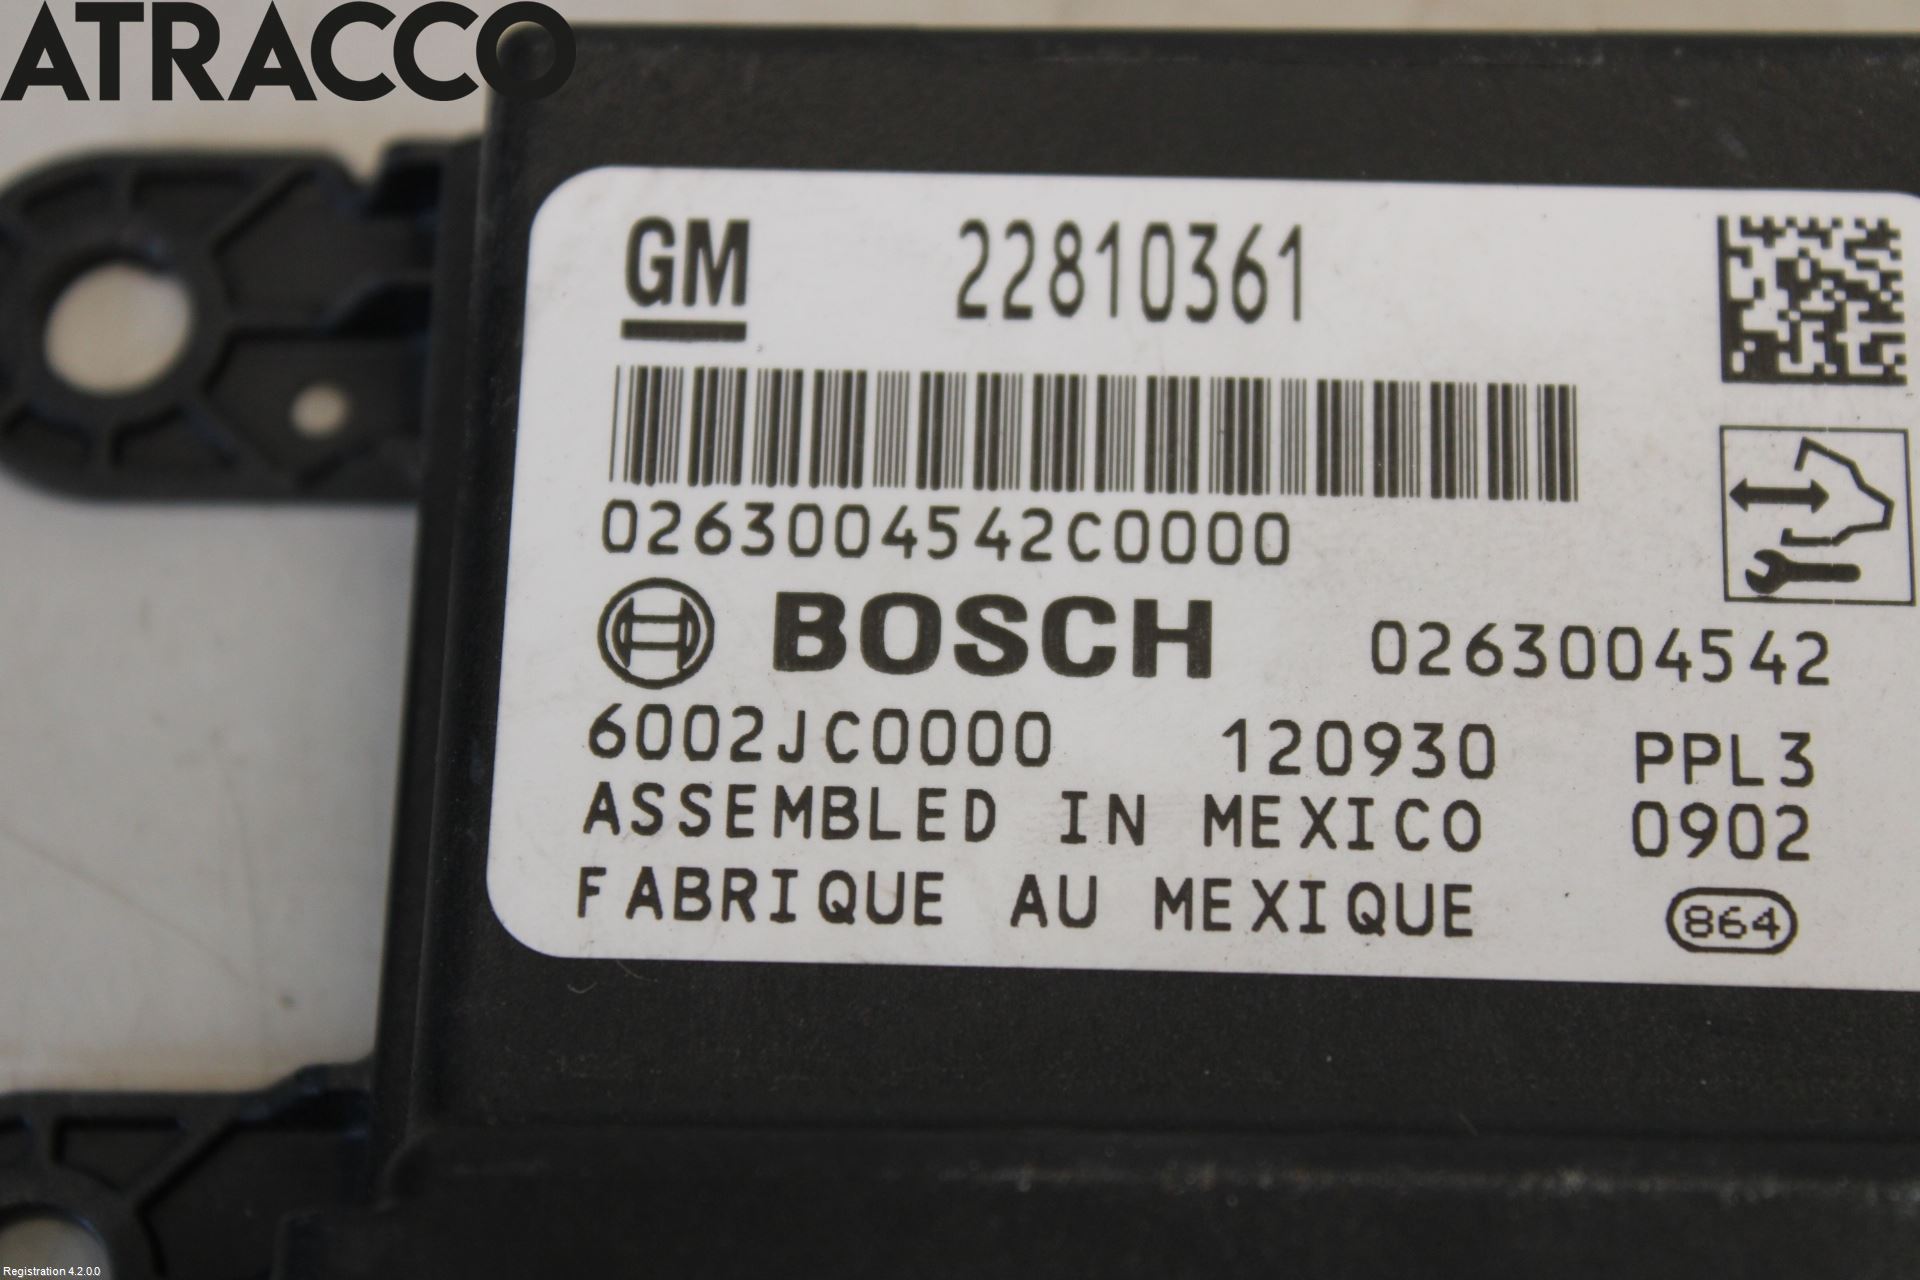 ATRACCO
GM 22810361
0263004542C0000
BOSCH 0263004542
6002JC0000 120930 PPL3
ASSEMBLED IN MEXICO 0902
FABRIQUE AU MEXIQUE 864
Registration 4.2.0.0